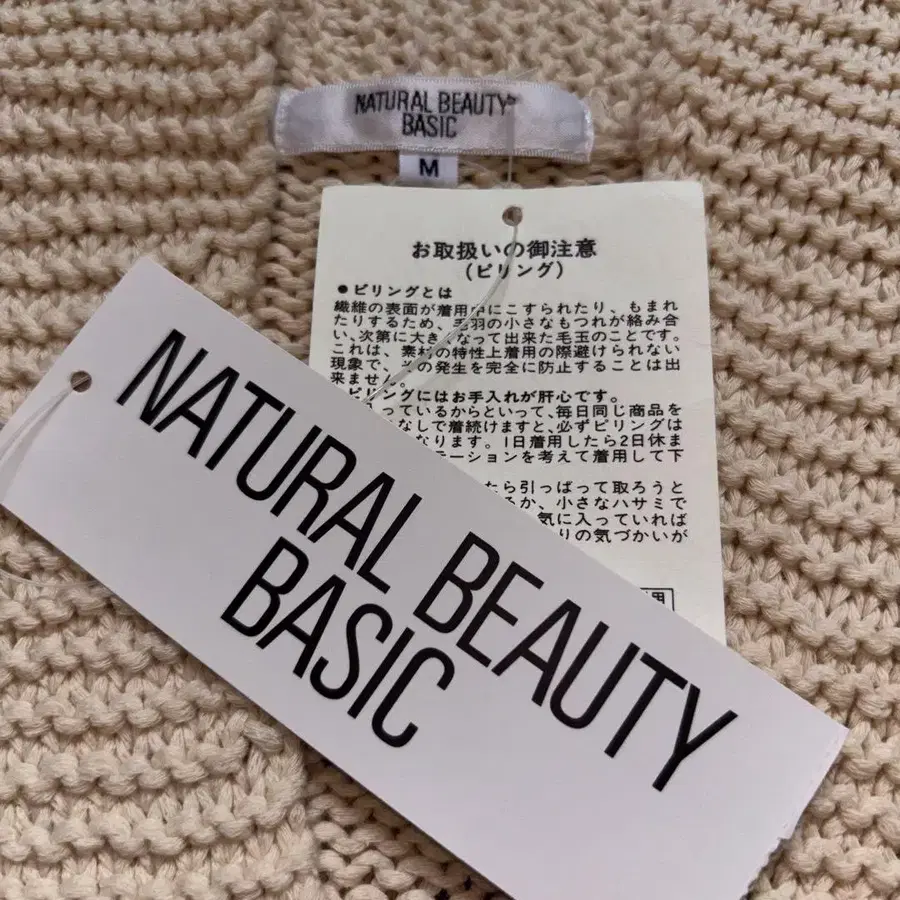 NATURAL BEAUTY
BASIC
M
お取扱いの御注意
(ピリング)
●ピリングとは
繊維の表面が着用中にこすられたり、もまれ
たりするため、毛羽の小さなもつれが絡み合
い、次第に大きくなって出来た毛玉のことです。
これは、素材の特性上着用の際避けられない
現象で、その発生を完全に防止することは出
来ません。
ピリングにはお手入れが肝心です。
入っているからといって、毎日同じ商品を
なしで着続けますと、必ずピリングは
なります。1日着用したら2日休ま
テーションを考えて着用して下
たら引っぱって取ろうと
るか、小さなハサミで
気に入っていれば
りの気づかいが
用
NATURAL BEAUTY
BASIC